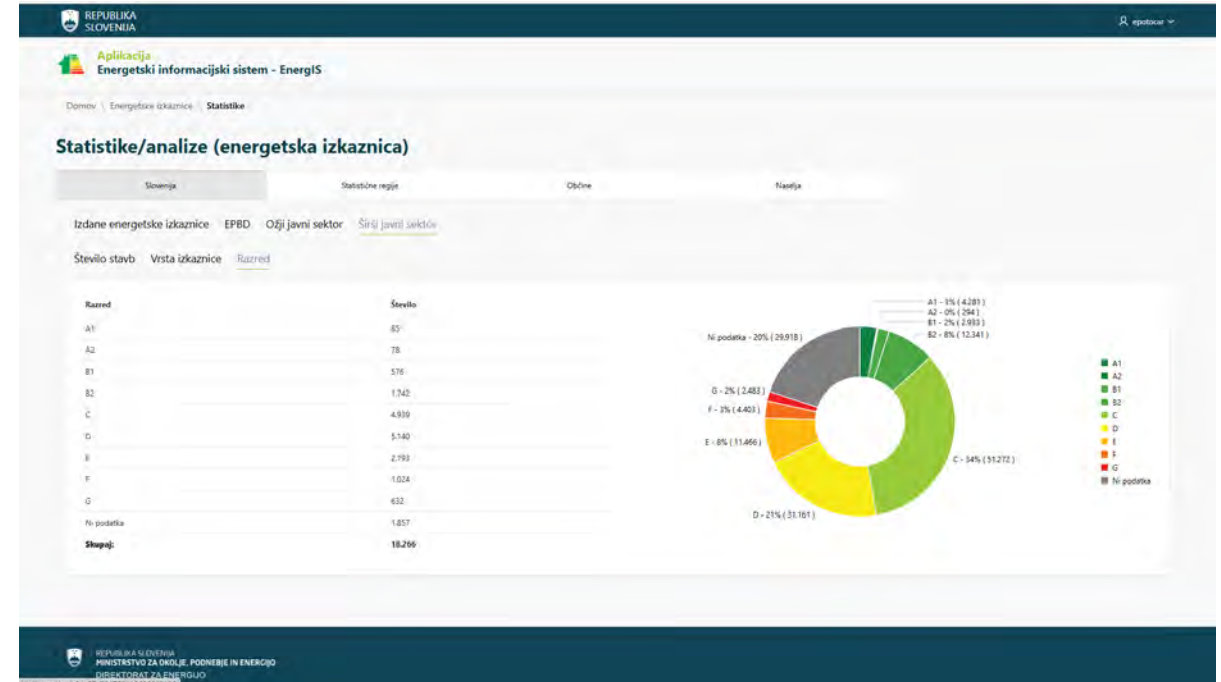 REPUBLIKA
SLOVENIJA
epotocar
Aplikacija
Energetski informacijski sistem - EnergIS
Domov \ Energetske izkaznice \ Statistike
Statistike/analize (energetska izkaznica)
Slovenija Statistične regije Občine Naselja
Izdane energetske izkaznice EPBD Ožji javni sektor Širši javni sektor
Število stavb Vrsta izkaznice Razred
Razred Število
A1 85
A2 78
B1 576
B2 1.742
C 4.939
D 5.140
E 2.193
F 1.024
G 632
Ni podatka 1.857
Skupaj: 18.266
A1 - 3% ( 4.281 )
A2 - 0% ( 294 )
B1 - 2% ( 2.933 )
B2 - 8% ( 12.341 )
C - 34% ( 51.272 )
D - 21% ( 31.161 )
E - 8% ( 11.466 )
F - 3% ( 4.403 )
G - 2% ( 2.483 )
Ni podatka - 20% ( 29.918 )
A1
A2
B1
B2
C
D
E
F
G
Ni podatka
REPUBLIKA SLOVENIJA
MINISTRSTVO ZA OKOLJE, PODNEBJE IN ENERGIJO
DIREKTORAT ZA ENERGIJO